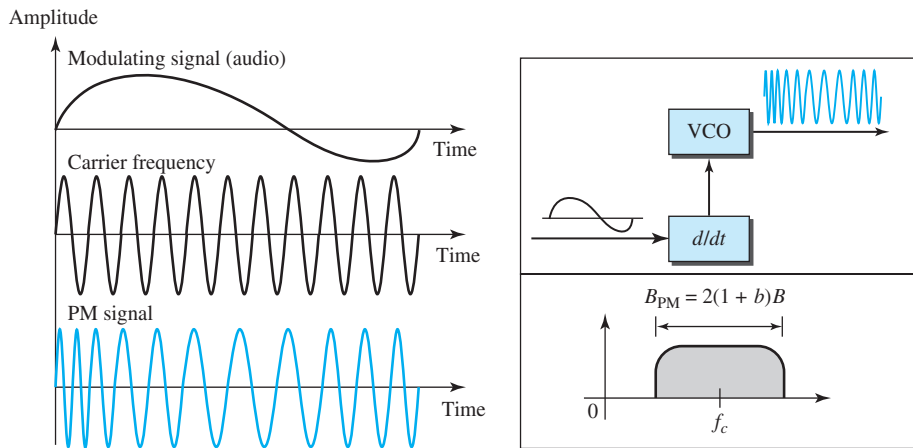 Amplitude
Modulating signal (audio)
Time
Carrier frequency
Time
PM signal
Time
VCO
d/dt
B_PM = 2(1 + b)B
0
f_c